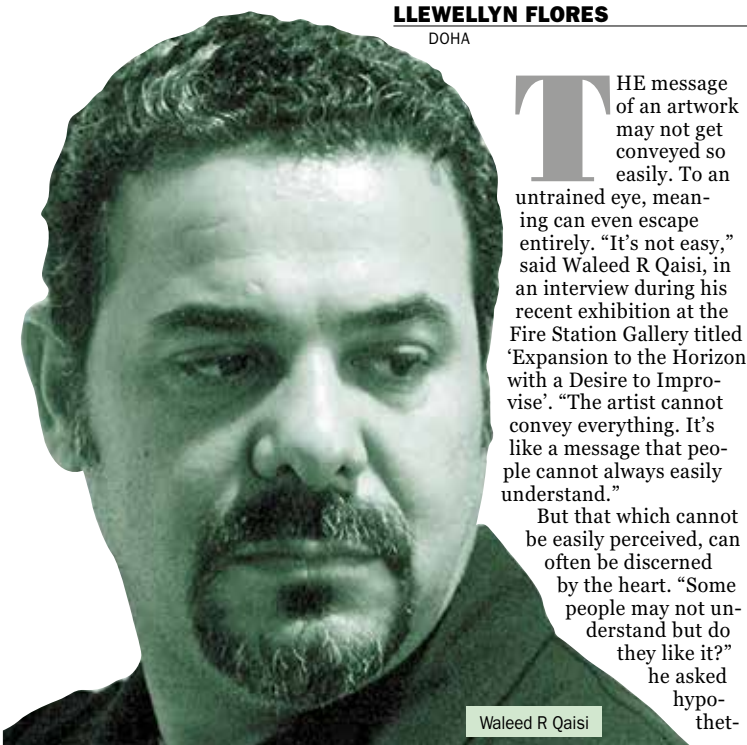 LLEWELLYN FLORES
DOHA
THE message
of an artwork
may not get
conveyed so
easily. To an
untrained eye, mean-
ing can even escape
entirely. “It’s not easy,”
said Waleed R Qaisi, in
an interview during his
recent exhibition at the
Fire Station Gallery titled
‘Expansion to the Horizon
with a Desire to Impro-
vise’. “The artist cannot
convey everything. It’s
like a message that peo-
ple cannot always easily
understand.”
But that which cannot
be easily perceived, can
often be discerned
by the heart. “Some
people may not un-
derstand but do
they like it?”
he asked
hypo-
thet-
Waleed R Qaisi